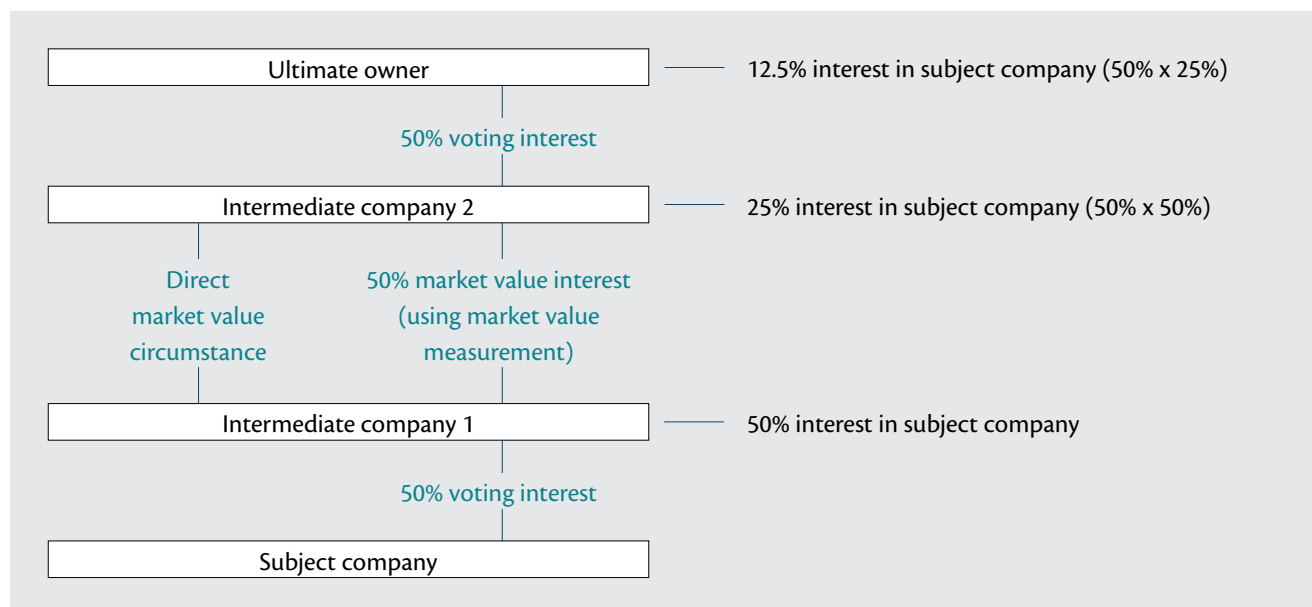 Ultimate owner
12.5% interest in subject company (50% x 25%)
50% voting interest
Intermediate company 2
25% interest in subject company (50% x 50%)
Direct
market value
circumstance
50% market value interest
(using market value
measurement)
Intermediate company 1
50% interest in subject company
50% voting interest
Subject company